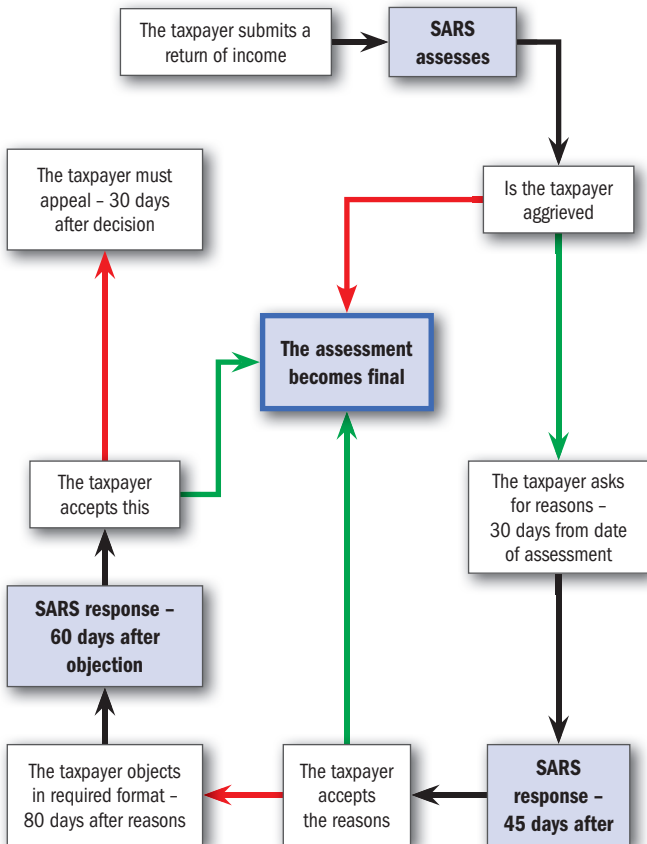 The taxpayer submits a
return of income
SARS
assesses
The taxpayer must
appeal – 30 days
after decision
Is the taxpayer
aggrieved
The assessment
becomes final
The taxpayer
accepts this
The taxpayer asks
for reasons –
30 days from date
of assessment
SARS response –
60 days after
objection
The taxpayer objects
in required format –
80 days after reasons
The taxpayer
accepts
the reasons
SARS
response –
45 days after